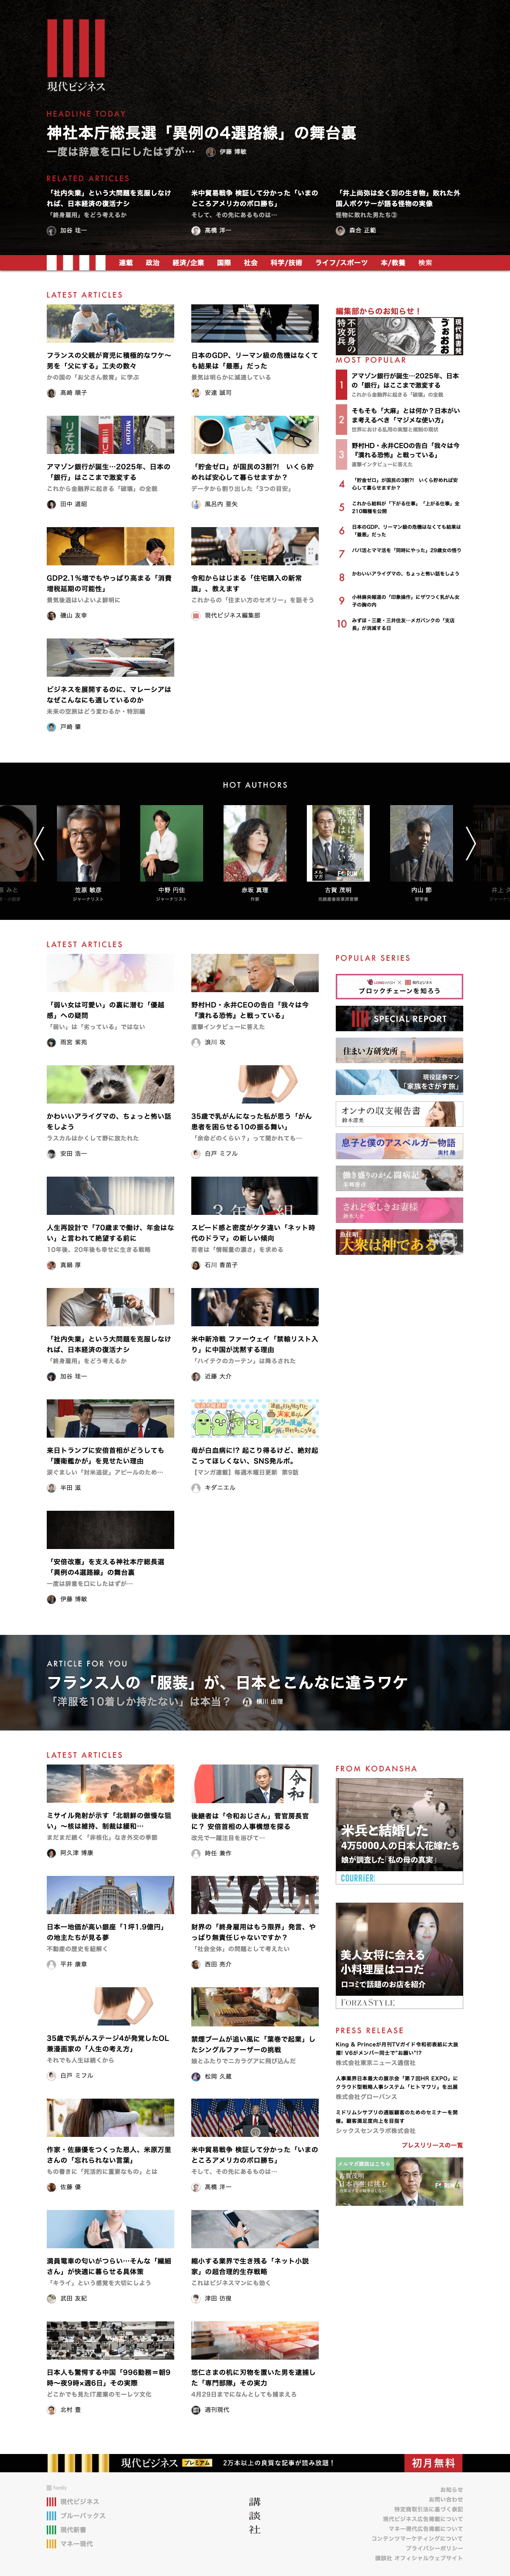 現代ビジネス
HEADLINE TODAY
神社本庁総長選「異例の4選路線」の舞台裏
一度は辞意を口にしたはずが…
伊藤 博敏
RELATED ARTICLES
「社内失業」という大問題を克服しなければ、日本経済の復活ナシ
「終身雇用」をどう考えるか
加谷 珪一
米中貿易戦争 検証して分かった「いまのところアメリカのボロ勝ち」
そして、その先にあるものは…
髙橋 洋一
「井上尚弥は全く別の生き物」敗れた外国人ボクサーが語る怪物の実像
怪物に敗れた男たち③
森合 正範
連載 政治 経済/企業 国際 社会 科学/技術 ライフ/スポーツ 本/教養 検索
LATEST ARTICLES
フランスの父親が育児に積極的なワケ〜男を「父にする」工夫の数々
かの国の「お父さん教育」に学ぶ
高崎 順子
日本のGDP、リーマン級の危機はなくても結果は「最悪」だった
景気は明らかに減速している
安達 誠司
アマゾン銀行が誕生…2025年、日本の「銀行」はここまで激変する
これから金融界に起きる「破壊」の全貌
田中 道昭
「貯金ゼロ」が国民の3割?! いくら貯めれば安心して暮らせますか?
データから割り出した「3つの目安」
風呂内 亜矢
GDP2.1%増でもやっぱり高まる「消費増税延期の可能性」
景気後退はいよいよ鮮明に
磯山 友幸
令和からはじまる「住宅購入の新常識」、教えます
これからの「住まい方のセオリー」を話そう
現代ビジネス編集部
ビジネスを展開するのに、マレーシアはなぜこんなにも適しているのか
未来の空旅はどう変わるか・特別編
戸崎 肇
編集部からのお知らせ!
不死身の特攻兵
MOST POPULAR
1 アマゾン銀行が誕生…2025年、日本の「銀行」はここまで激変する
これから金融界に起きる「破壊」の全貌
2 そもそも「大麻」とは何か?日本がいま考えるべき「マジメな使い方」
世界における乱用の実態と規制の現状
3 野村HD・永井CEOの告白「我々は今『潰れる恐怖』と戦っている」
直撃インタビューに答えた
4 「貯金ゼロ」が国民の3割?! いくら貯めれば安心して暮らせますか?
5 これから給料が「下がる仕事」「上がる仕事」全210職種を公開
6 日本のGDP、リーマン級の危機はなくても結果は「最悪」だった
7 パパ活とママ活を「同時にやった」29歳女の悟り
8 かわいいアライグマの、ちょっと怖い話をしよう
9 小林麻央報道の「印象操作」にザワつく乳がん女子の胸の内
10 みずほ・三菱・三井住友…メガバンクの「支店長」が消滅する日
HOT AUTHORS
笠原 敏彦
ジャーナリスト
中野 円佳
ジャーナリスト
赤坂 真理
作家
古賀 茂明
元経産省改革派官僚
内山 節
哲学者
LATEST ARTICLES
「弱い女は可愛い」の裏に潜む「優越感」への疑問
「弱い」は「劣っている」ではない
雨宮 紫苑
野村HD・永井CEOの告白「我々は今『潰れる恐怖』と戦っている」
直撃インタビューに答えた
浪川 攻
かわいいアライグマの、ちょっと怖い話をしよう
ラスカルはかくして野に放たれた
安田 浩一
35歳で乳がんになった私が思う「がん患者を困らせる10の振る舞い」
「余命どのくらい?」って聞かれても…
白戸 ミフル
人生再設計で「70歳まで働け、年金はない」と言われて絶望する前に
10年後、20年後も幸せに生きる戦略
真鍋 厚
スピード感と密度がケタ違い「ネット時代のドラマ」の新しい傾向
若者は「情報量の濃さ」を求める
石川 香苗子
「社内失業」という大問題を克服しなければ、日本経済の復活ナシ
「終身雇用」をどう考えるか
加谷 珪一
米中新冷戦 ファーウェイ「禁輸リスト入り」に中国が沈黙する理由
「ハイテクのカーテン」は降ろされた
近藤 大介
来日トランプに安倍首相がどうしても「護衛艦かが」を見せたい理由
涙ぐましい「対米追従」アピールのため…
半田 滋
母が白血病に!? 起こり得るけど、絶対起こってほしくない、SNS発ルポ。
【マンガ連載】毎週木曜日更新 第9話
キダニエル
「安倍改憲」を支える神社本庁総長選「異例の4選路線」の舞台裏
一度は辞意を口にしたはずが…
伊藤 博敏
POPULAR SERIES
ブロックチェーンを知ろう
SPECIAL REPORT
住まい方研究所
現役証券マン「家族をさがす旅」
オンナの収支報告書
鈴木涼美
息子と僕のアスペルガー物語
奥村 隆
働き盛りのがん闘病記
されど愛しきお妻様
大衆は神である
ARTICLE FOR YOU
フランス人の「服装」が、日本とこんなに違うワケ
「洋服を10着しか持たない」は本当?
横川 由理
LATEST ARTICLES
ミサイル発射が示す「北朝鮮の傲慢な狙い」〜核は維持、制裁は緩和…
まだまだ続く「非核化」なき外交の季節
阿久津 博康
後継者は「令和おじさん」菅官房長官に? 安倍首相の人事構想を探る
改元で一躍注目を浴びて…
時任 兼作
日本一地価が高い銀座「1坪1.9億円」の地主たちが見る夢
不動産の歴史を紐解く
平井 康章
財界の「終身雇用はもう限界」発言、やっぱり無責任じゃないですか?
「社会全体」の問題として考えたい
西田 亮介
35歳で乳がんステージ4が発覚したOL兼漫画家の「人生の考え方」
それでも人生は続くから
白戸 ミフル
禁煙ブームが追い風に「葉巻で起業」したシングルファーザーの挑戦
娘とふたりでニカラグアに飛び込んだ
松岡 久蔵
作家・佐藤優をつくった恩人、米原万里さんの「忘れられない言葉」
もの書きに「死活的に重要なもの」とは
佐藤 優
米中貿易戦争 検証して分かった「いまのところアメリカのボロ勝ち」
そして、その先にあるものは…
髙橋 洋一
満員電車の匂いがつらい…そんな「繊細さん」が快適に暮らせる具体策
「キライ」という感覚を大切にしよう
武田 友紀
縮小する業界で生き残る「ネット小説家」の超合理的生存戦略
これはビジネスマンにも効く
津田 彷徨
日本人も驚愕する中国「996勤務=朝9時〜夜9時×週6日」その実際
どこかでも見たIT産業のモーレツ文化
北村 豊
悠仁さまの机に刃物を置いた男を逮捕した「専門部隊」その実力
4月29日までになんとしても捕まえろ
週刊現代
FROM KODANSHA
米兵と結婚した
4万5000人の日本人花嫁たち
娘が調査した「私の母の真実」
COURRIER
美人女将に会える
小料理屋はココだ
口コミで話題のお店を紹介
FORZA STYLE
PRESS RELEASE
King & Princeが月刊TVガイド令和初表紙に大抜擢! V6がメンバー同士で"お願い"!?
株式会社東京ニュース通信社
人事業界日本最大の展示会「第7回HR EXPO」にクラウド型戦略人事システム「ヒトマワリ」を出展
株式会社グローバンス
ミドリムシサプリの通販顧客のためのセミナーを開催。顧客満足度向上を目指す
シックスセンスラボ株式会社
プレスリリースの一覧
メルマガ購読はこちら
古賀茂明 日本再生に挑む
現代ビジネス プレミアム 2万本以上の良質な記事が読み放題! 初月無料
Family
現代ビジネス
ブルーバックス
現代新書
マネー現代
講談社
お知らせ
お問い合わせ
特定商取引法に基づく表記
現代ビジネス広告掲載について
マネー現代広告掲載について
コンテンツマーケティングについて
プライバシーポリシー
講談社 オフィシャルウェブサイト